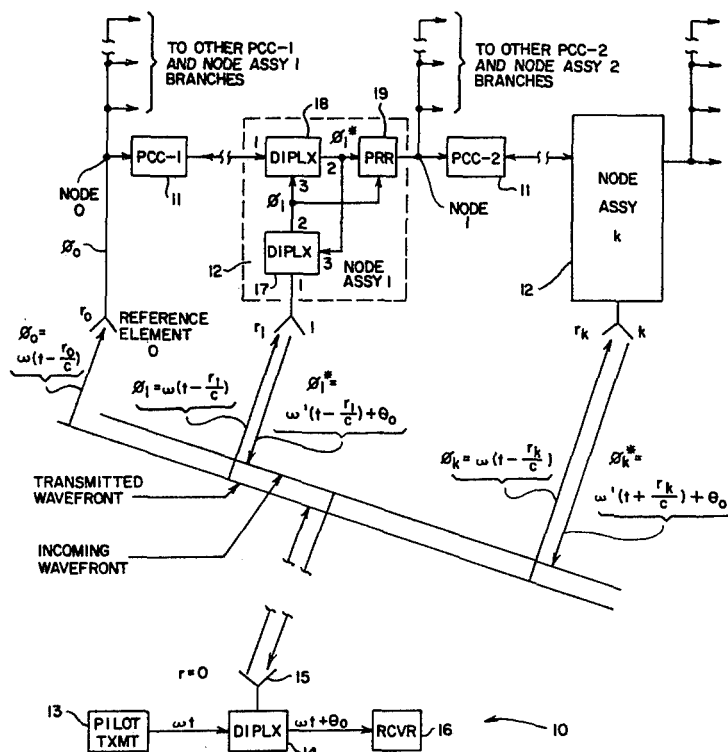 TO OTHER PCC-1
AND NODE ASSY 1
BRANCHES
TO OTHER PCC-2
AND NODE ASSY 2
BRANCHES
18
19
1
DIPLX
2
3
Ø₁*
PRR
PCC-1
11
NODE
0
Ø₀
Ø₁
2
DIPLX
3
1
17
12
NODE
ASSY 1
NODE
1
PCC-2
11
NODE
ASSY
k
12
r₀
REFERENCE
ELEMENT
0
r₁
1
rₖ
k
Ø₀=
ω(t-r₀/c)
Ø₁=ω(t-r₁/c)
Ø₁*=
ω'(t-r₁/c)+θ₀
Øₖ=ω(t-rₖ/c)
Øₖ*=
ω'(t+rₖ/c)+θ₀
TRANSMITTED
WAVEFRONT
INCOMING
WAVEFRONT
r=0
15
13
PILOT
TXMT
ωt
DIPLX
14
ωt+θ₀
RCVR
16
10